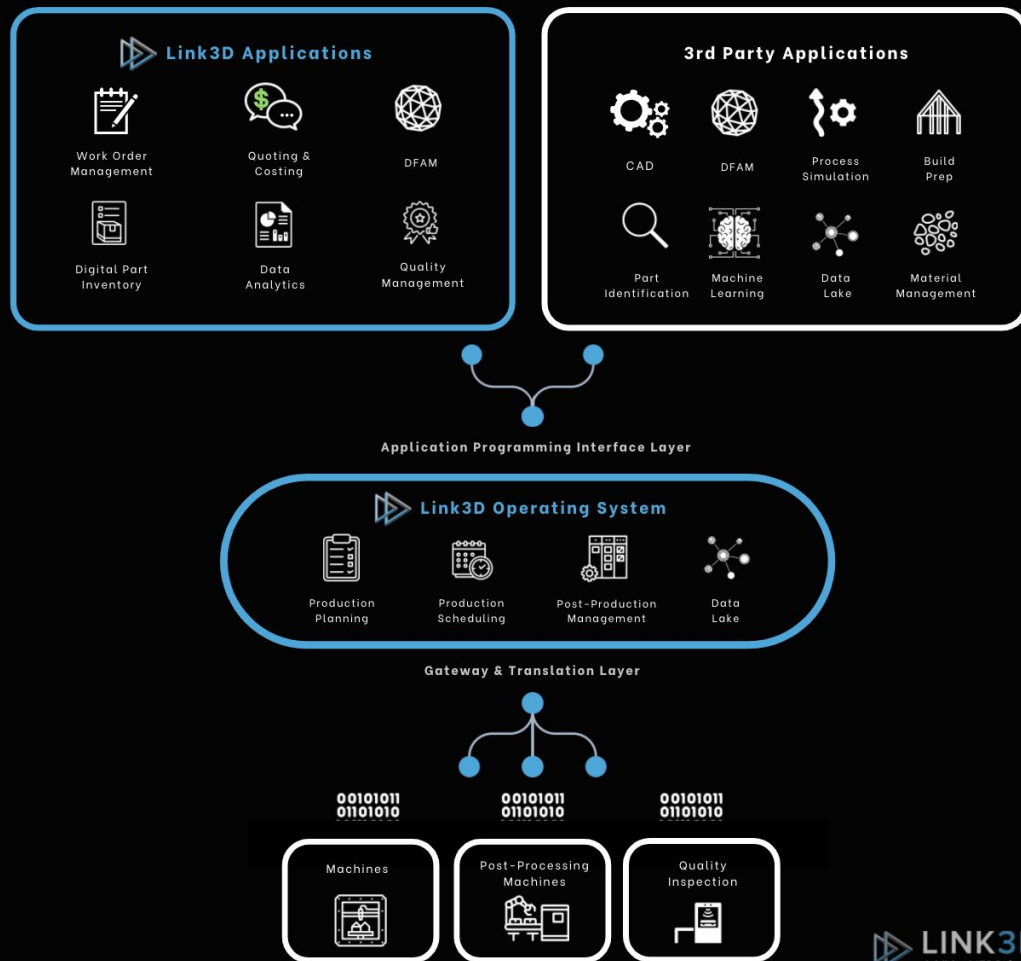 Link3D Applications
Work Order
Management
Quoting &
Costing
DFAM
Digital Part
Inventory
Data
Analytics
Quality
Management
3rd Party Applications
CAD
DFAM
Process
Simulation
Build
Prep
Part
Identification
Machine
Learning
Data
Lake
Material
Management
Application Programming Interface Layer
Link3D Operating System
Production
Planning
Production
Scheduling
Post-Production
Management
Data
Lake
Gateway & Translation Layer
00101011
01101010
00101011
01101010
00101011
01101010
Machines
Post-Processing
Machines
Quality
Inspection
LINK3